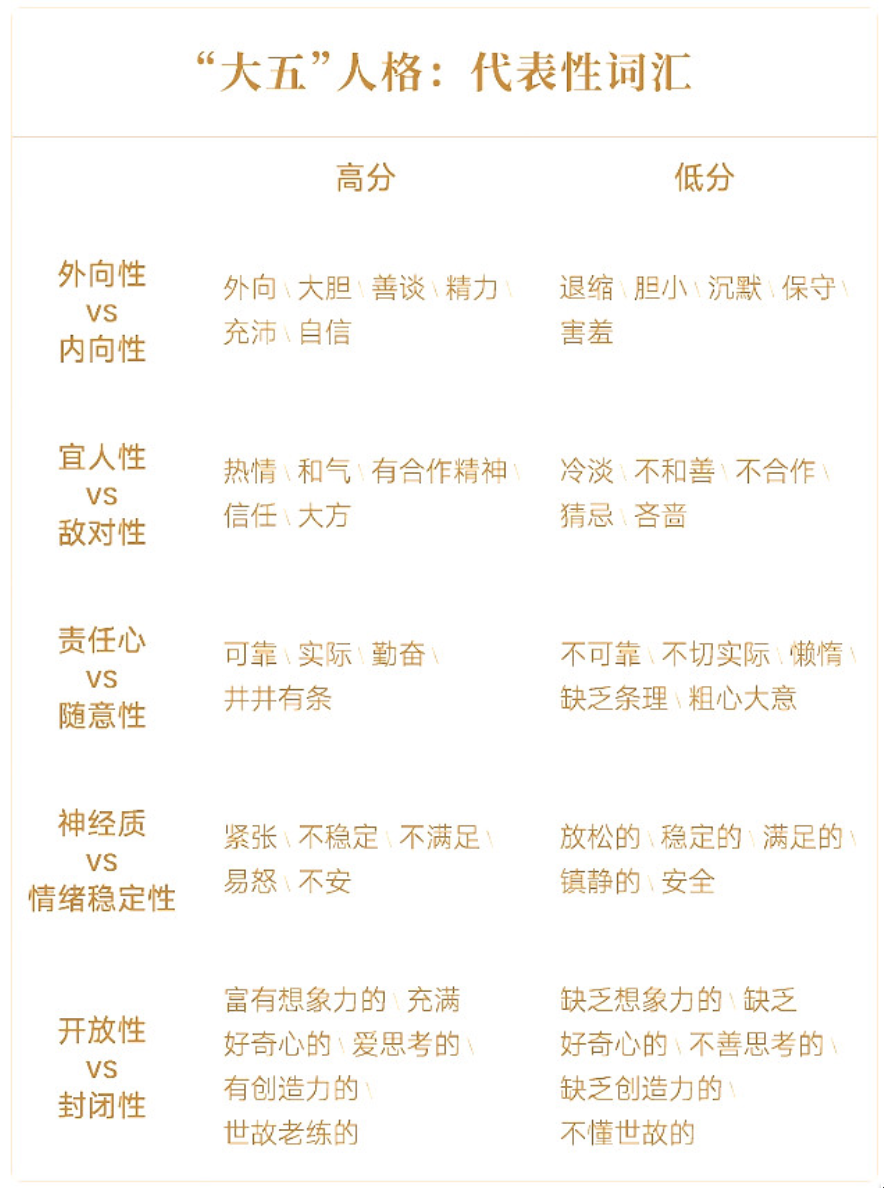 “大五”人格：代表性词汇
高分 低分
外向性
vs
内向性
外向 \ 大胆 \ 善谈 \ 精力 \
充沛 \ 自信
退缩 \ 胆小 \ 沉默 \ 保守 \
害羞
宜人性
vs
敌对性
热情 \ 和气 \ 有合作精神 \
信任 \ 大方
冷淡 \ 不和善 \ 不合作 \
猜忌 \ 吝啬
责任心
vs
随意性
可靠 \ 实际 \ 勤奋 \
井井有条
不可靠 \ 不切实际 \ 懒惰 \
缺乏条理 \ 粗心大意
神经质
vs
情绪稳定性
紧张 \ 不稳定 \ 不满足 \
易怒 \ 不安
放松的 \ 稳定的 \ 满足的 \
镇静的 \ 安全
开放性
vs
封闭性
富有想象力的 \ 充满
好奇心的 \ 爱思考的 \
有创造力的 \
世故老练的
缺乏想象力的 \ 缺乏
好奇心的 \ 不善思考的 \
缺乏创造力的 \
不懂世故的